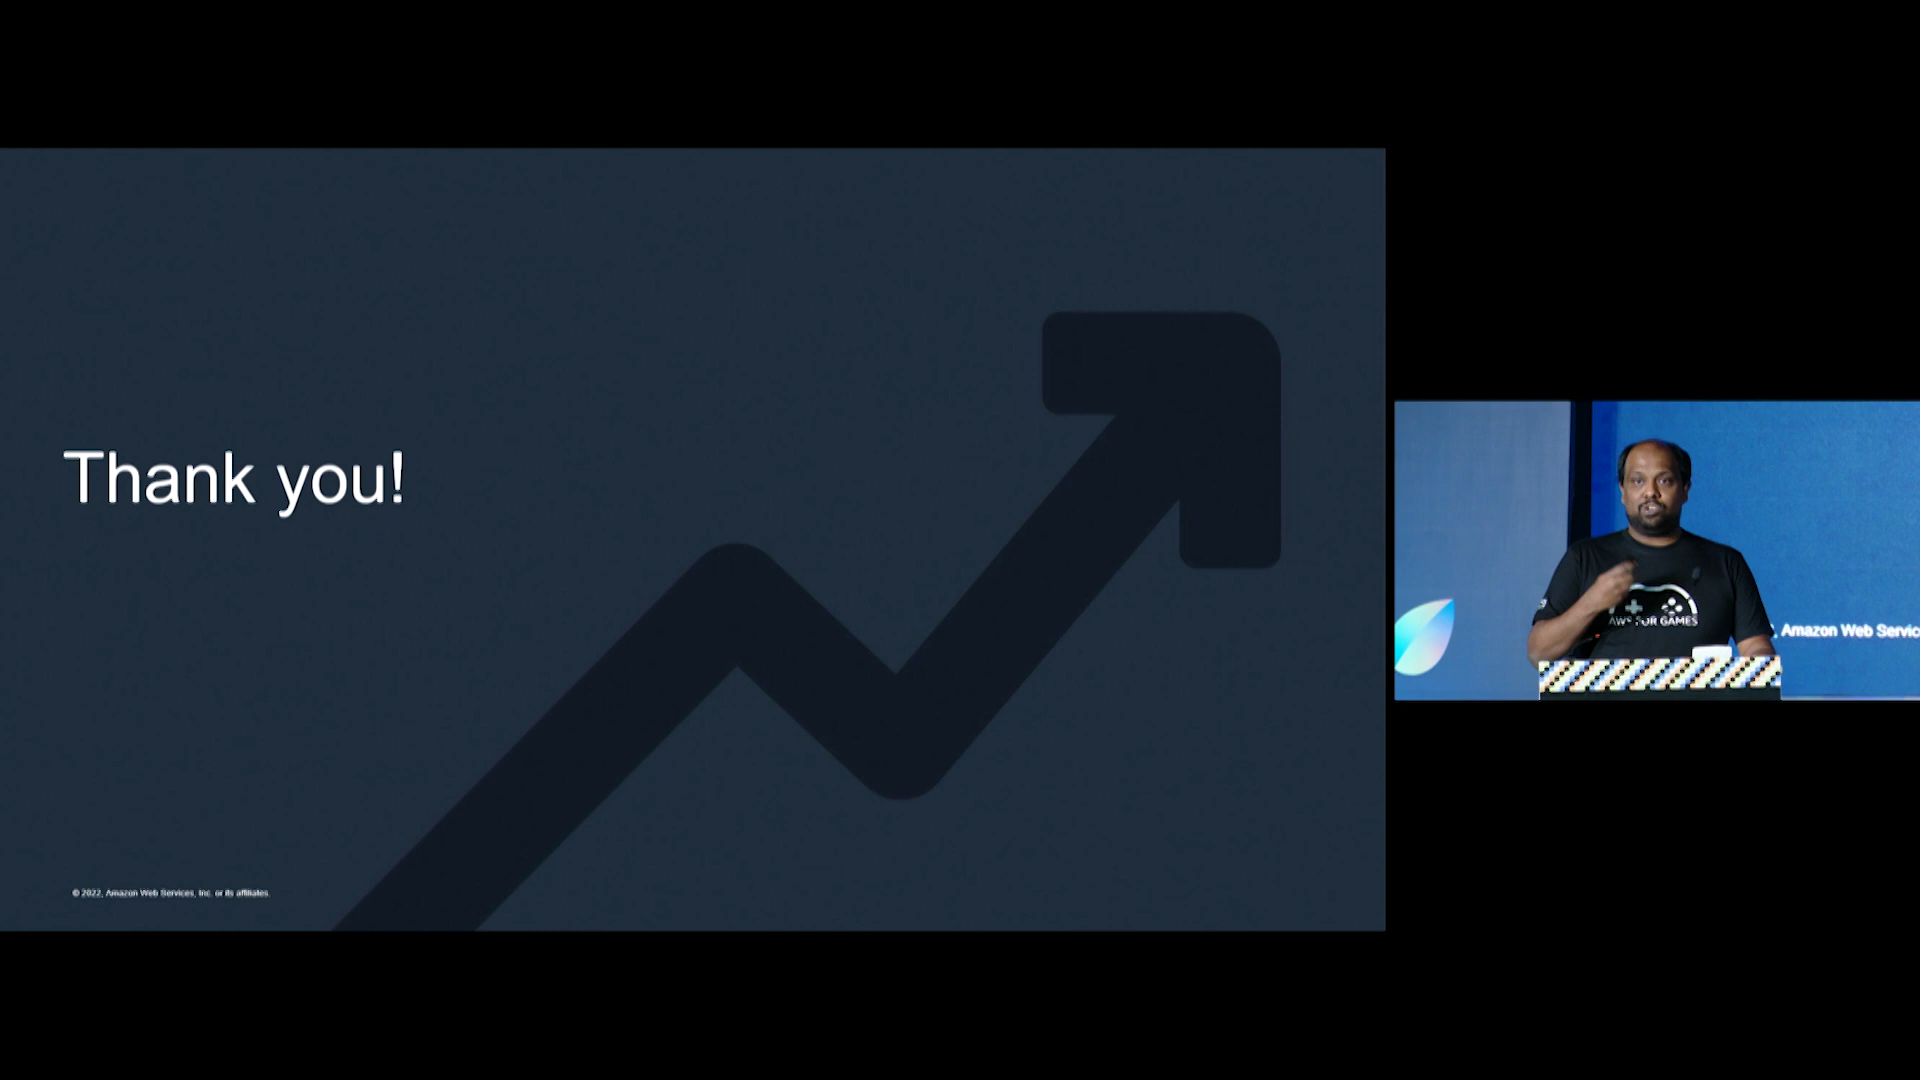 Thank you!
© 2022, Amazon Web Services, Inc. or its affiliates.
AWS FOR GAMES
, Amazon Web Servic